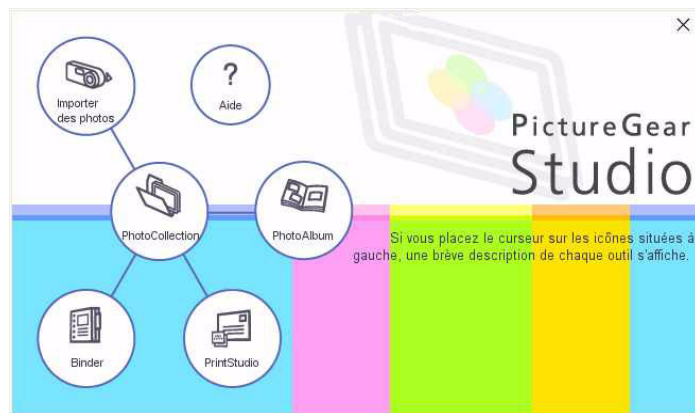 Importer
des photos
?
Aide
PictureGear
Studio
PhotoCollection
PhotoAlbum
Si vous placez le curseur sur les icônes situées à
gauche, une brève description de chaque outil s'affiche.
Binder
PrintStudio